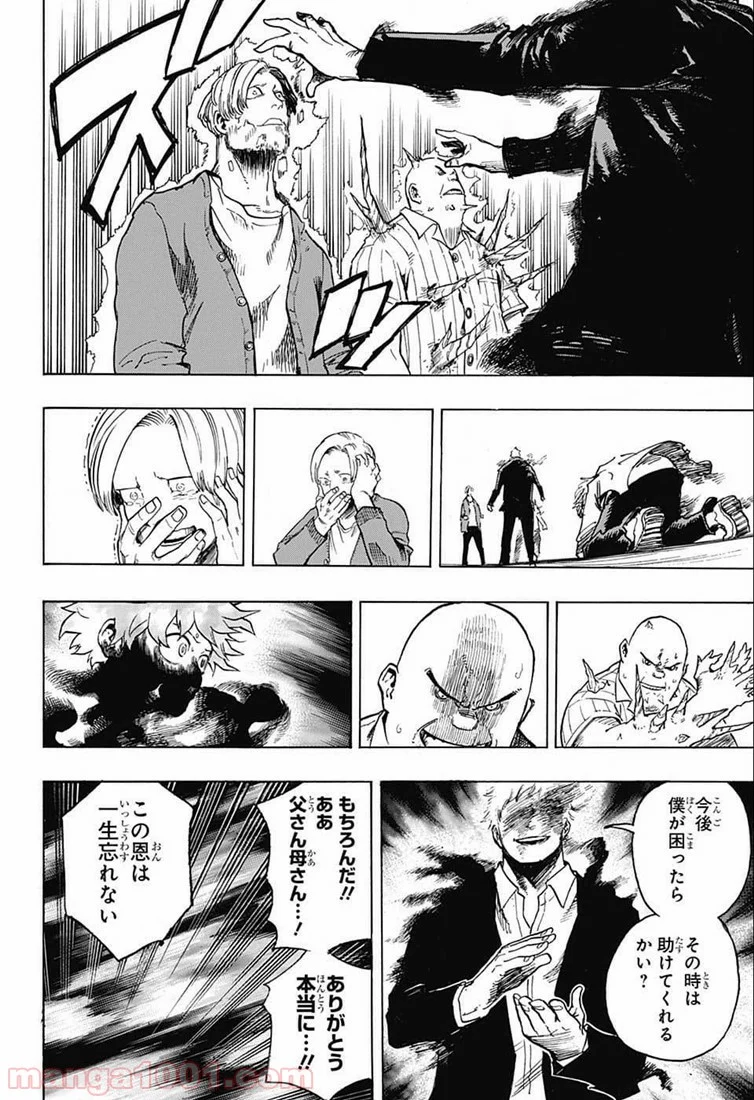 ズッ
ズッ
今後
僕が困ったら
その時は
助けてくれる
かい？
もちろんだ!!
ああ
父さん母さん…!
ありがとう
本当に…!!
この恩は
一生忘れない
manga1001.com